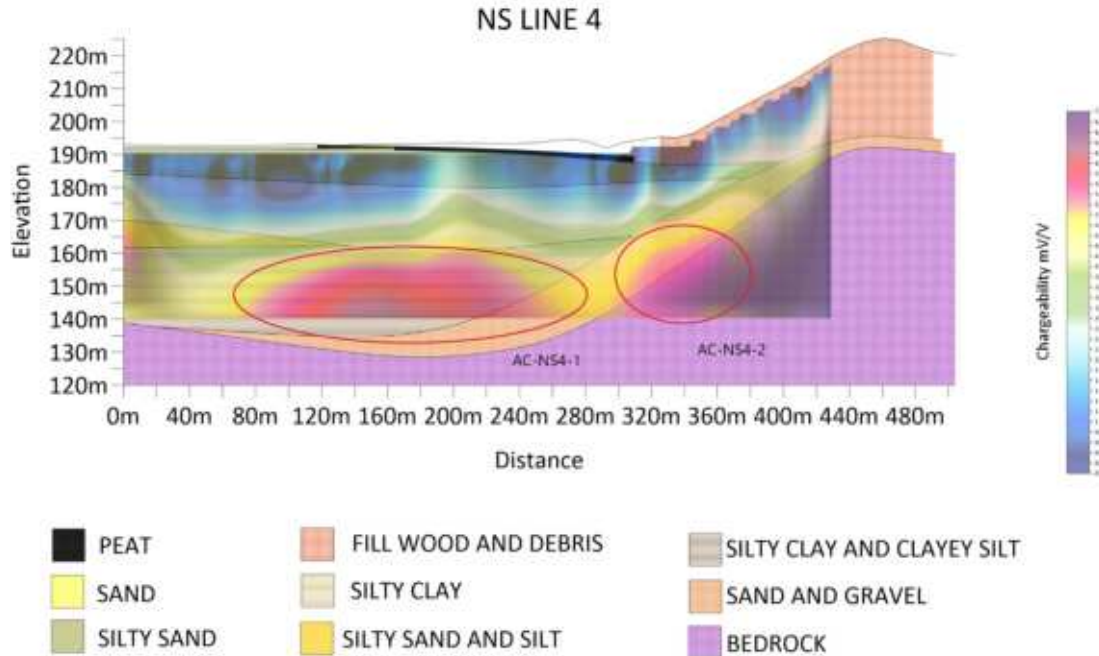 NS LINE 4
220m
210m
200m
190m
180m
170m
160m
150m
140m
130m
120m
Elevation
AC-NS4-1
AC-NS4-2
0m 40m 80m 120m 160m 200m 240m 280m 320m 360m 400m 440m 480m
Distance
Chargeability mV/V
PEAT
FILL WOOD AND DEBRIS
SILTY CLAY AND CLAYEY SILT
SAND
SILTY CLAY
SAND AND GRAVEL
SILTY SAND
SILTY SAND AND SILT
BEDROCK